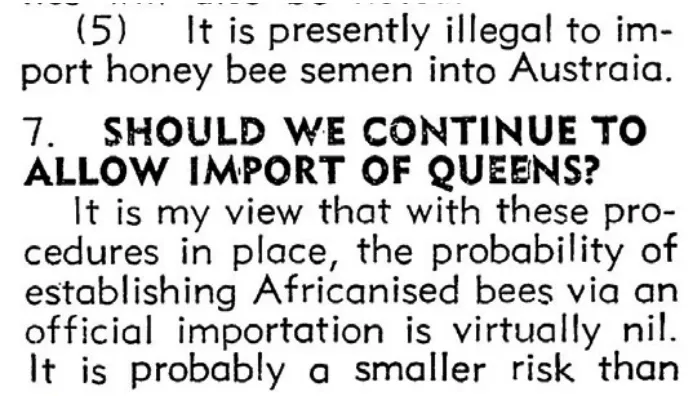 (5) It is presently illegal to im-
port honey bee semen into Austraia.
7. SHOULD WE CONTINUE TO
ALLOW IMPORT OF QUEENS?
It is my view that with these pro-
cedures in place, the probability of
establishing Africanised bees via an
official importation is virtually nil.
It is probably a smaller risk than